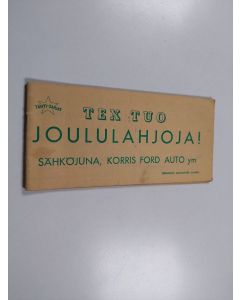 TEX TUO
JOULULAHJOJA!
SÄHKÖJUNA, KORRIS FORD AUTO ym